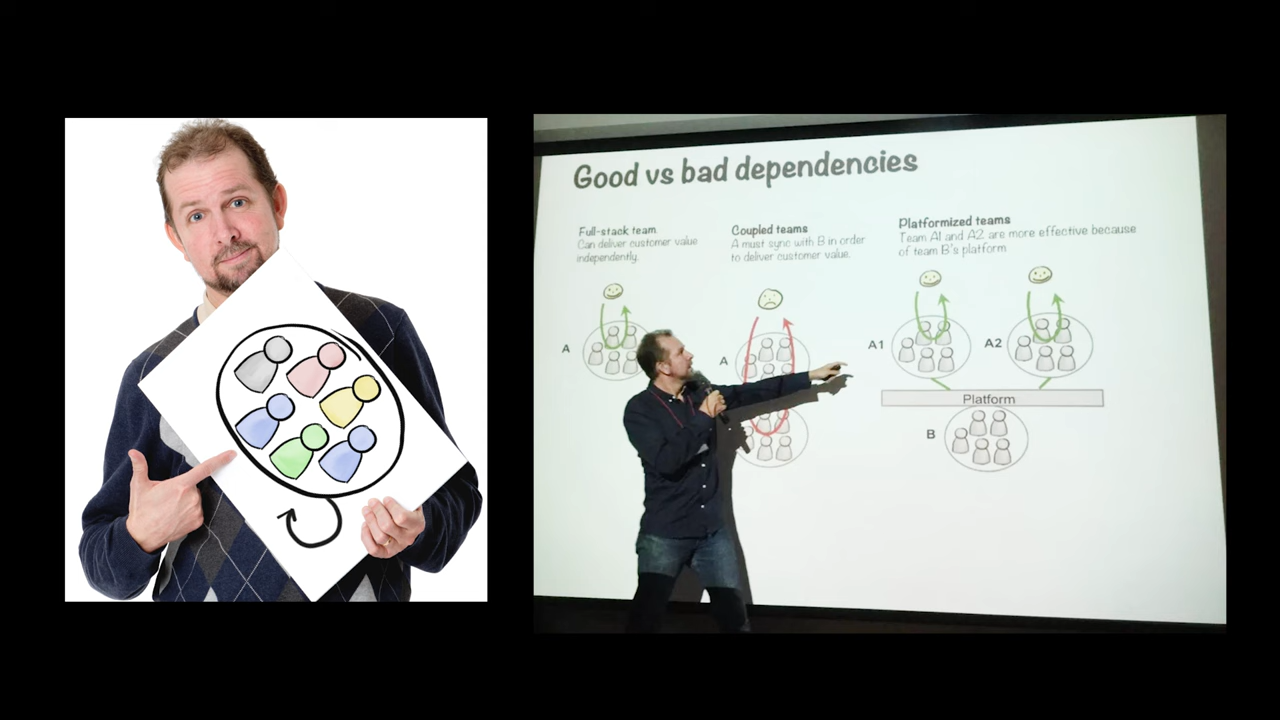 Good vs bad dependencies
Full-stack team
Can deliver customer value
independently.
Coupled teams
A must sync with B in order
to deliver customer value.
Platformized teams
Team A1 and A2 are more effective because
of team B's platform
A
A
A1
A2
Platform
B